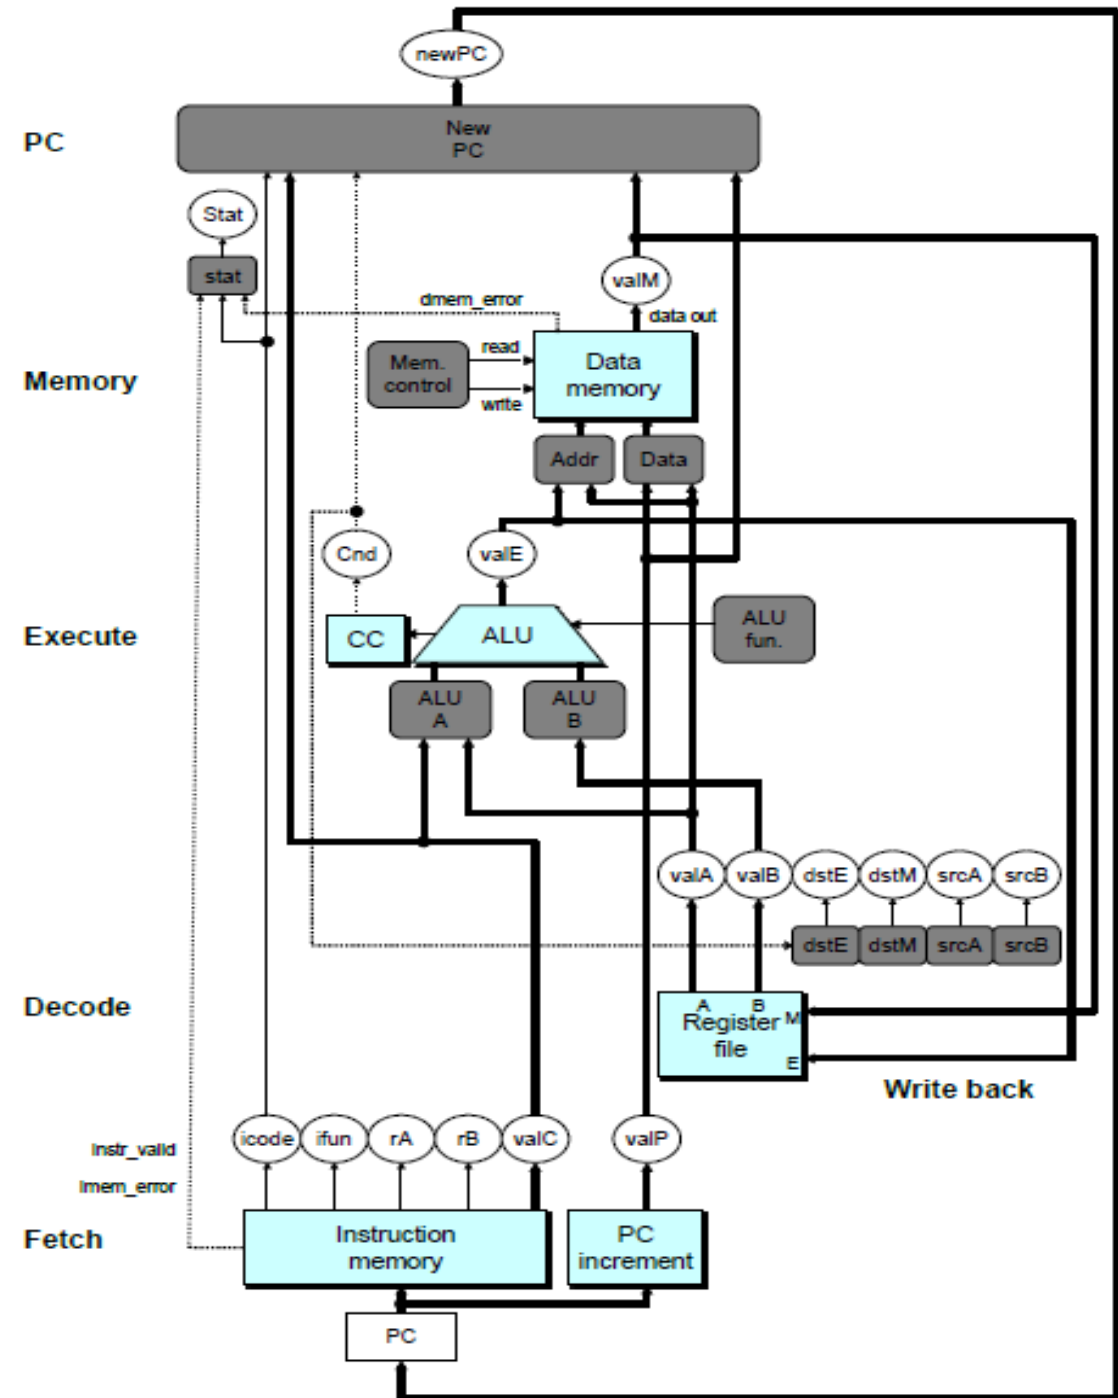 newPC
PC
New
PC
Stat
stat
valM
dmem_error
data out
Memory
Mem.
control
read
write
Data
memory
Addr
Data
Cnd
valE
Execute
CC
ALU
ALU
fun.
ALU
A
ALU
B
valA
valB
dstE
dstM
srcA
srcB
dstE
dstM
srcA
srcB
Decode
A
B
M
Register
file
E
Write back
icode
ifun
rA
rB
valC
valP
Instr_valid
Imem_error
Fetch
Instruction
memory
PC
increment
PC